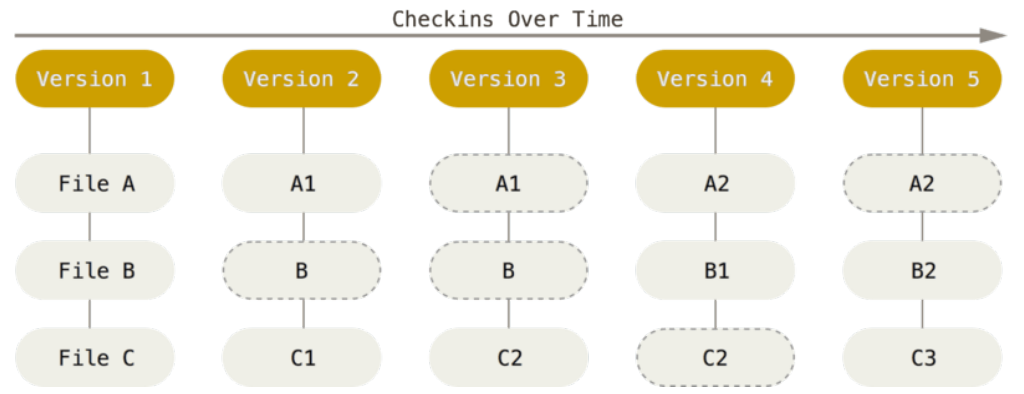 Checkins Over Time
Version 1 Version 2 Version 3 Version 4 Version 5
File A A1 A1 A2 A2
File B B B B1 B2
File C C1 C2 C2 C3